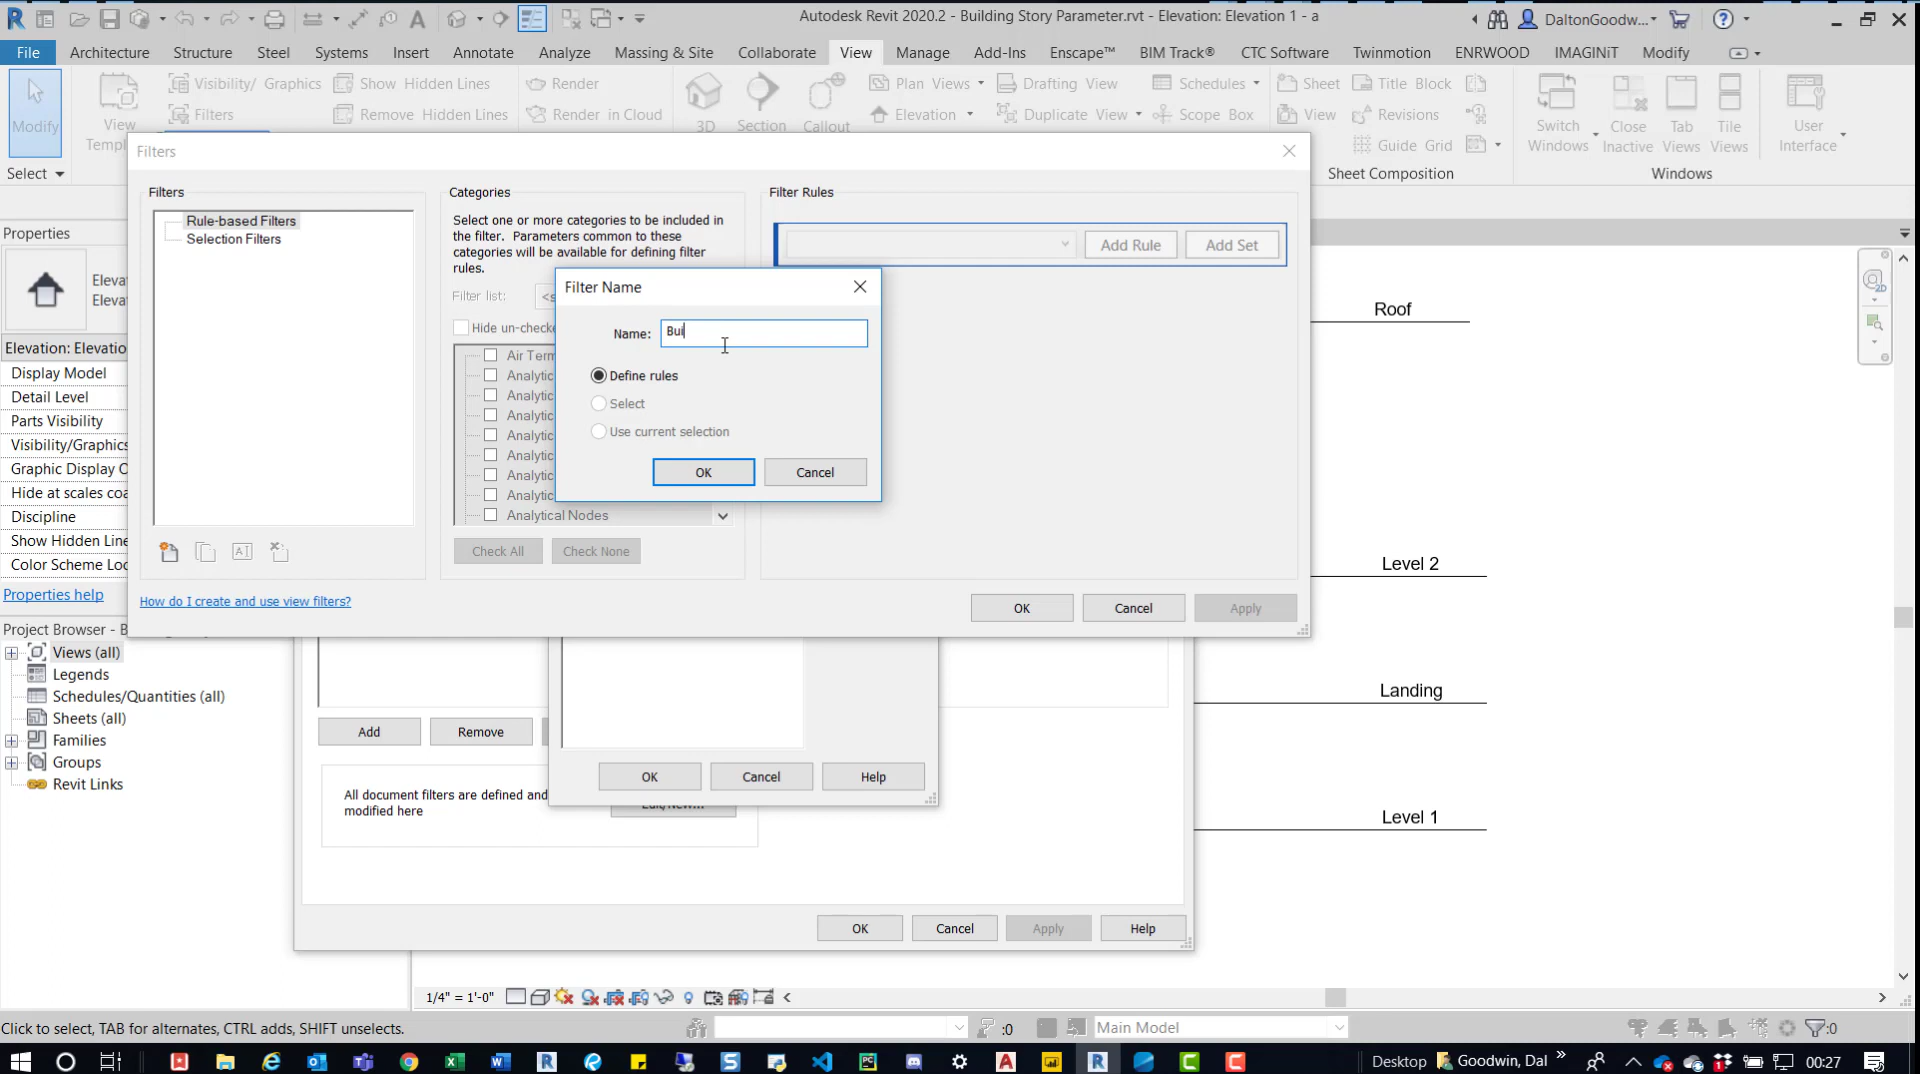 Autodesk Revit 2020.2 - Building Story Parameter.rvt - Elevation: Elevation 1 - a
DaltonGoodw...
File Architecture Structure Steel Systems Insert Annotate Analyze Massing & Site Collaborate View Manage Add-Ins Enscape™ BIM Track® CTC Software Twinmotion ENRWOOD IMAGINiT Modify
Visibility/ Graphics Show Hidden Lines Render Plan Views Drafting View Schedules Sheet Title Block
Filters Remove Hidden Lines Render in Cloud Elevation Duplicate View Scope Box View Revisions
Guide Grid
Modify
View
Templ
3D Section Callout
Switch
Windows
Close
Inactive
Tab
Views
Tile
Views
User
Interface
Select
Sheet Composition
Windows
Filters
Filters
Rule-based Filters
Selection Filters
Categories
Select one or more categories to be included in
the filter. Parameters common to these
categories will be available for defining filter
rules.
Filter list: <s
Hide un-checke
Air Term
Analytic
Analytic
Analytic
Analytic
Analytic
Analytic
Analytic
Analytical Nodes
Check All Check None
Filter Rules
Add Rule Add Set
Filter Name
Name: Bui
Define rules
Select
Use current selection
OK Cancel
How do I create and use view filters?
OK Cancel Apply
Properties
Eleva
Eleva
Elevation: Elevatio
Display Model
Detail Level
Parts Visibility
Visibility/Graphics
Graphic Display O
Hide at scales coa
Discipline
Show Hidden Line
Color Scheme Loc
Properties help
Project Browser - B
Views (all)
Legends
Schedules/Quantities (all)
Sheets (all)
Families
Groups
Revit Links
Add Remove
OK Cancel Help
All document filters are defined and
modified here
Edit/New...
OK Cancel Apply Help
Roof
Level 2
Landing
Level 1
1/4" = 1'-0"
Click to select, TAB for alternates, CTRL adds, SHIFT unselects.
:0
Main Model
:0
Desktop Goodwin, Dal
00:27